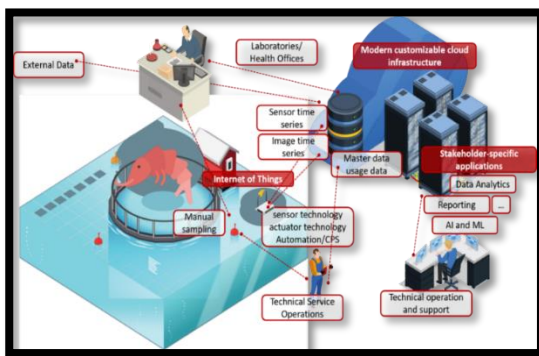 Laboratories/
Health Offices
Modern customizable cloud
infrastructure
External Data
Sensor time
series
Image time
series
Master data
usage data
Stakeholder-specific
applications
Data Analytics
Reporting
...
AI and ML
Internet of Things
Manual
sampling
sensor technology
actuator technology
Automation/CPS
Technical Service
Operations
Technical operation
and support